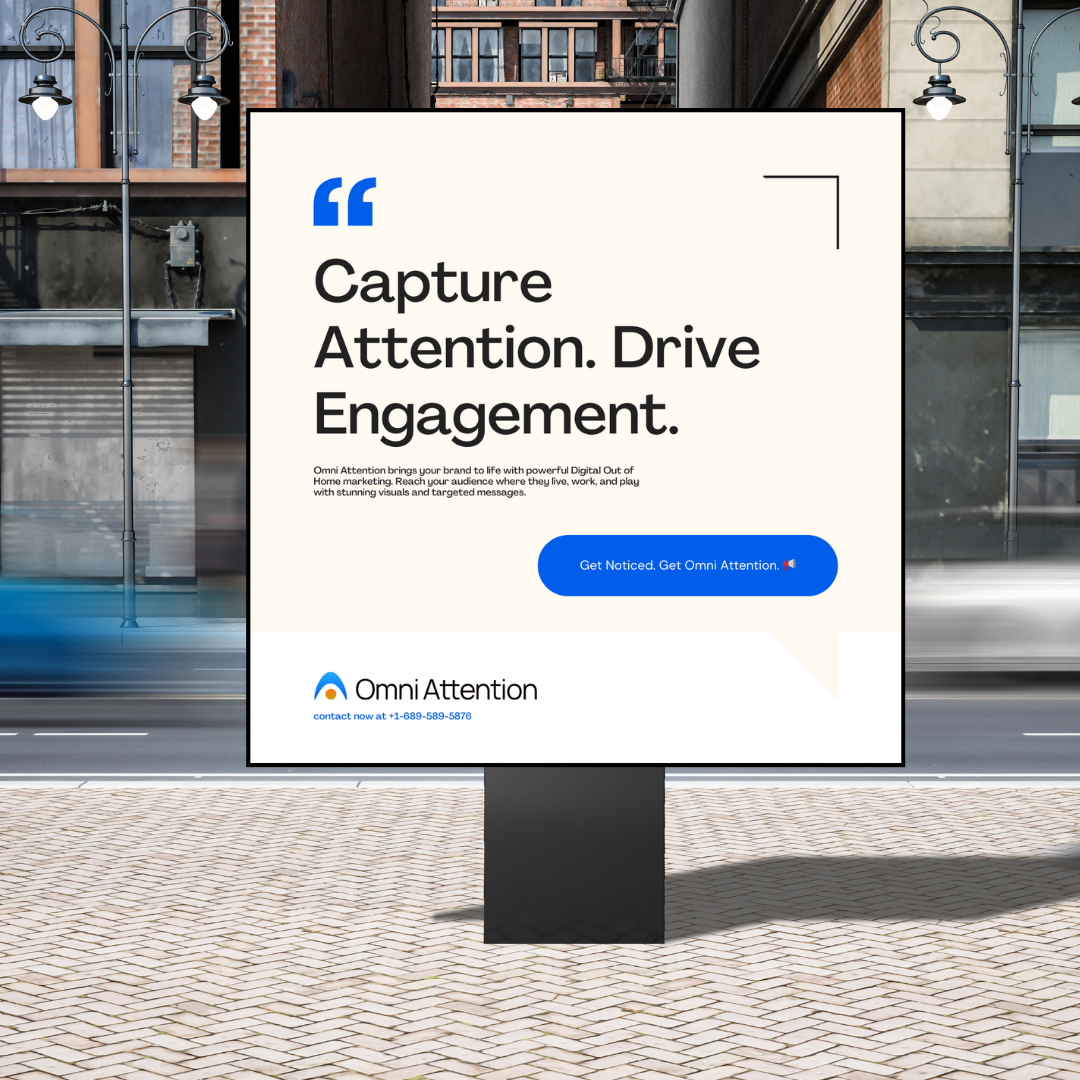 “
Capture
Attention. Drive
Engagement.
Omni Attention brings your brand to life with powerful Digital Out of
Home marketing. Reach your audience where they live, work, and play
with stunning visuals and targeted messages.
Get Noticed. Get Omni Attention. 📢
Omni Attention
contact now at +1-689-589-5876